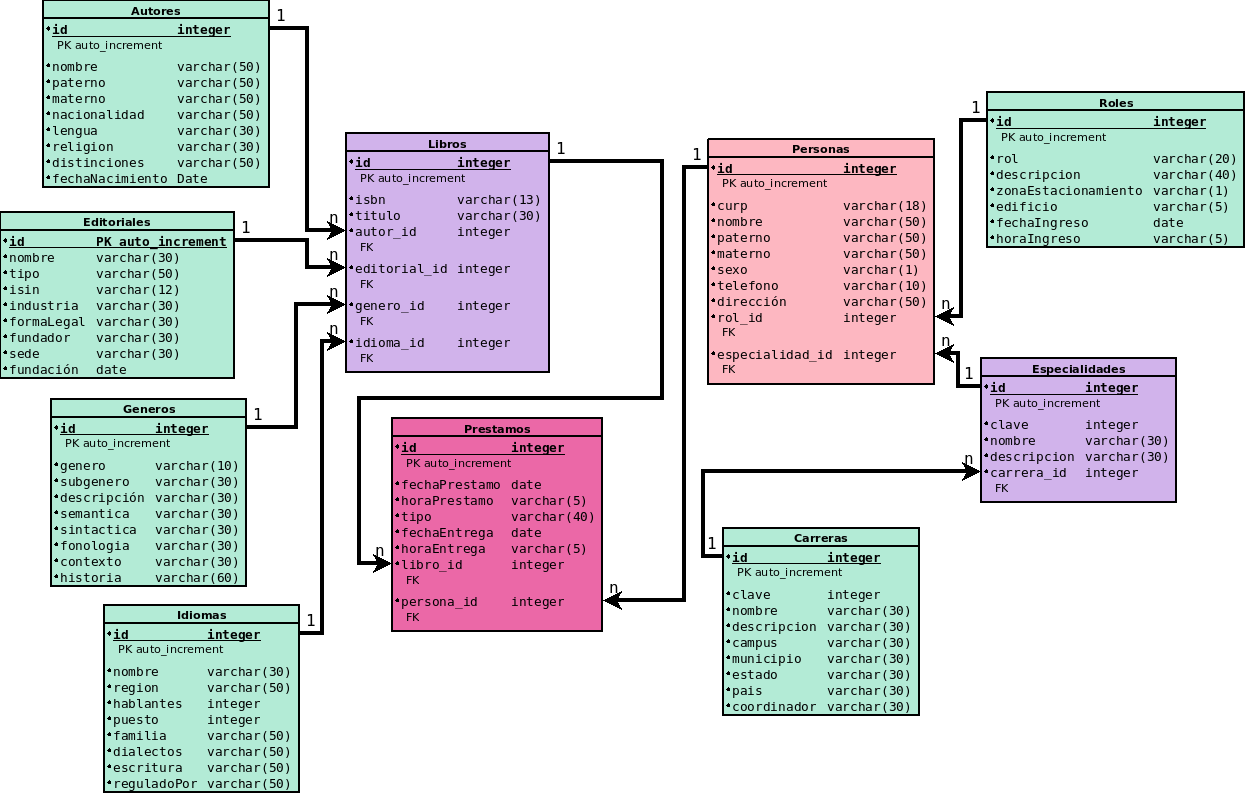 Autores
id integer
PK auto_increment
nombre varchar(50)
paterno varchar(50)
materno varchar(50)
nacionalidad varchar(50)
lengua varchar(30)
religion varchar(30)
distinciones varchar(50)
fechaNacimiento Date
1
n
Editoriales
id PK auto_increment
nombre varchar(30)
tipo varchar(50)
isin varchar(12)
industria varchar(30)
formaLegal varchar(30)
fundador varchar(30)
sede varchar(30)
fundación date
1
n
Generos
id integer
PK auto_increment
genero varchar(10)
subgenero varchar(30)
descripción varchar(30)
semantica varchar(30)
sintactica varchar(30)
fonologia varchar(30)
contexto varchar(30)
historia varchar(60)
1
n
Idiomas
id integer
PK auto_increment
nombre varchar(30)
region varchar(50)
hablantes integer
puesto integer
familia varchar(50)
dialectos varchar(50)
escritura varchar(50)
reguladoPor varchar(50)
1
n
Libros
id integer
PK auto_increment
isbn varchar(13)
titulo varchar(30)
autor_id integer
FK
editorial_id integer
FK
genero_id integer
FK
idioma_id integer
FK
1
n
Prestamos
id integer
PK auto_increment
fechaPrestamo date
horaPrestamo varchar(5)
tipo varchar(40)
fechaEntrega date
horaEntrega varchar(5)
libro_id integer
FK
persona_id integer
FK
n
1
Personas
id integer
PK auto_increment
curp varchar(18)
nombre varchar(50)
paterno varchar(50)
materno varchar(50)
sexo varchar(1)
telefono varchar(10)
dirección varchar(50)
rol_id integer
FK
especialidad_id integer
FK
n
n
1
Roles
id integer
PK auto_increment
rol varchar(20)
descripcion varchar(40)
zonaEstacionamiento varchar(1)
edificio varchar(5)
fechaIngreso date
horaIngreso varchar(5)
1
Especialidades
id integer
PK auto_increment
clave integer
nombre varchar(30)
descripcion varchar(30)
carrera_id integer
FK
n
1
Carreras
id integer
PK auto_increment
clave integer
nombre varchar(30)
descripcion varchar(30)
campus varchar(30)
municipio varchar(30)
estado varchar(30)
pais varchar(30)
coordinador varchar(30)